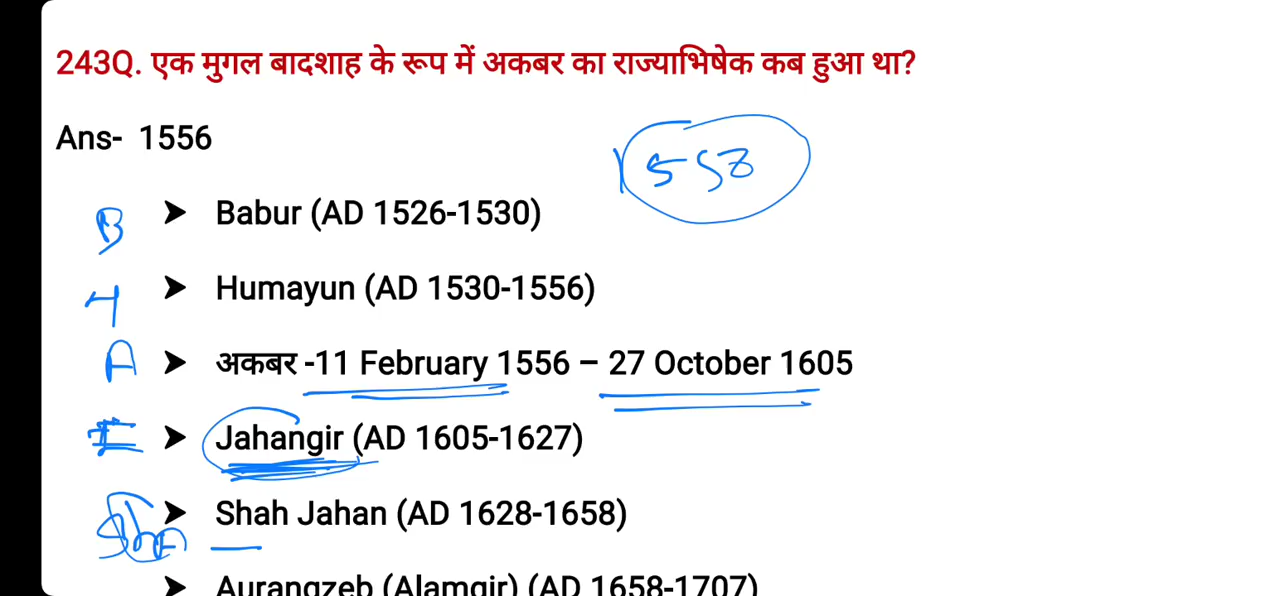 243Q. एक मुगल बादशाह के रूप में अकबर का राज्याभिषेक कब हुआ था?
Ans- 1556
1558
B ➤ Babur (AD 1526-1530)
H ➤ Humayun (AD 1530-1556)
A ➤ अकबर -11 February 1556 – 27 October 1605
➤ Jahangir (AD 1605-1627)
➤ Shah Jahan (AD 1628-1658)
➤ Aurangzeb (Alamgir) (AD 1658-1707)